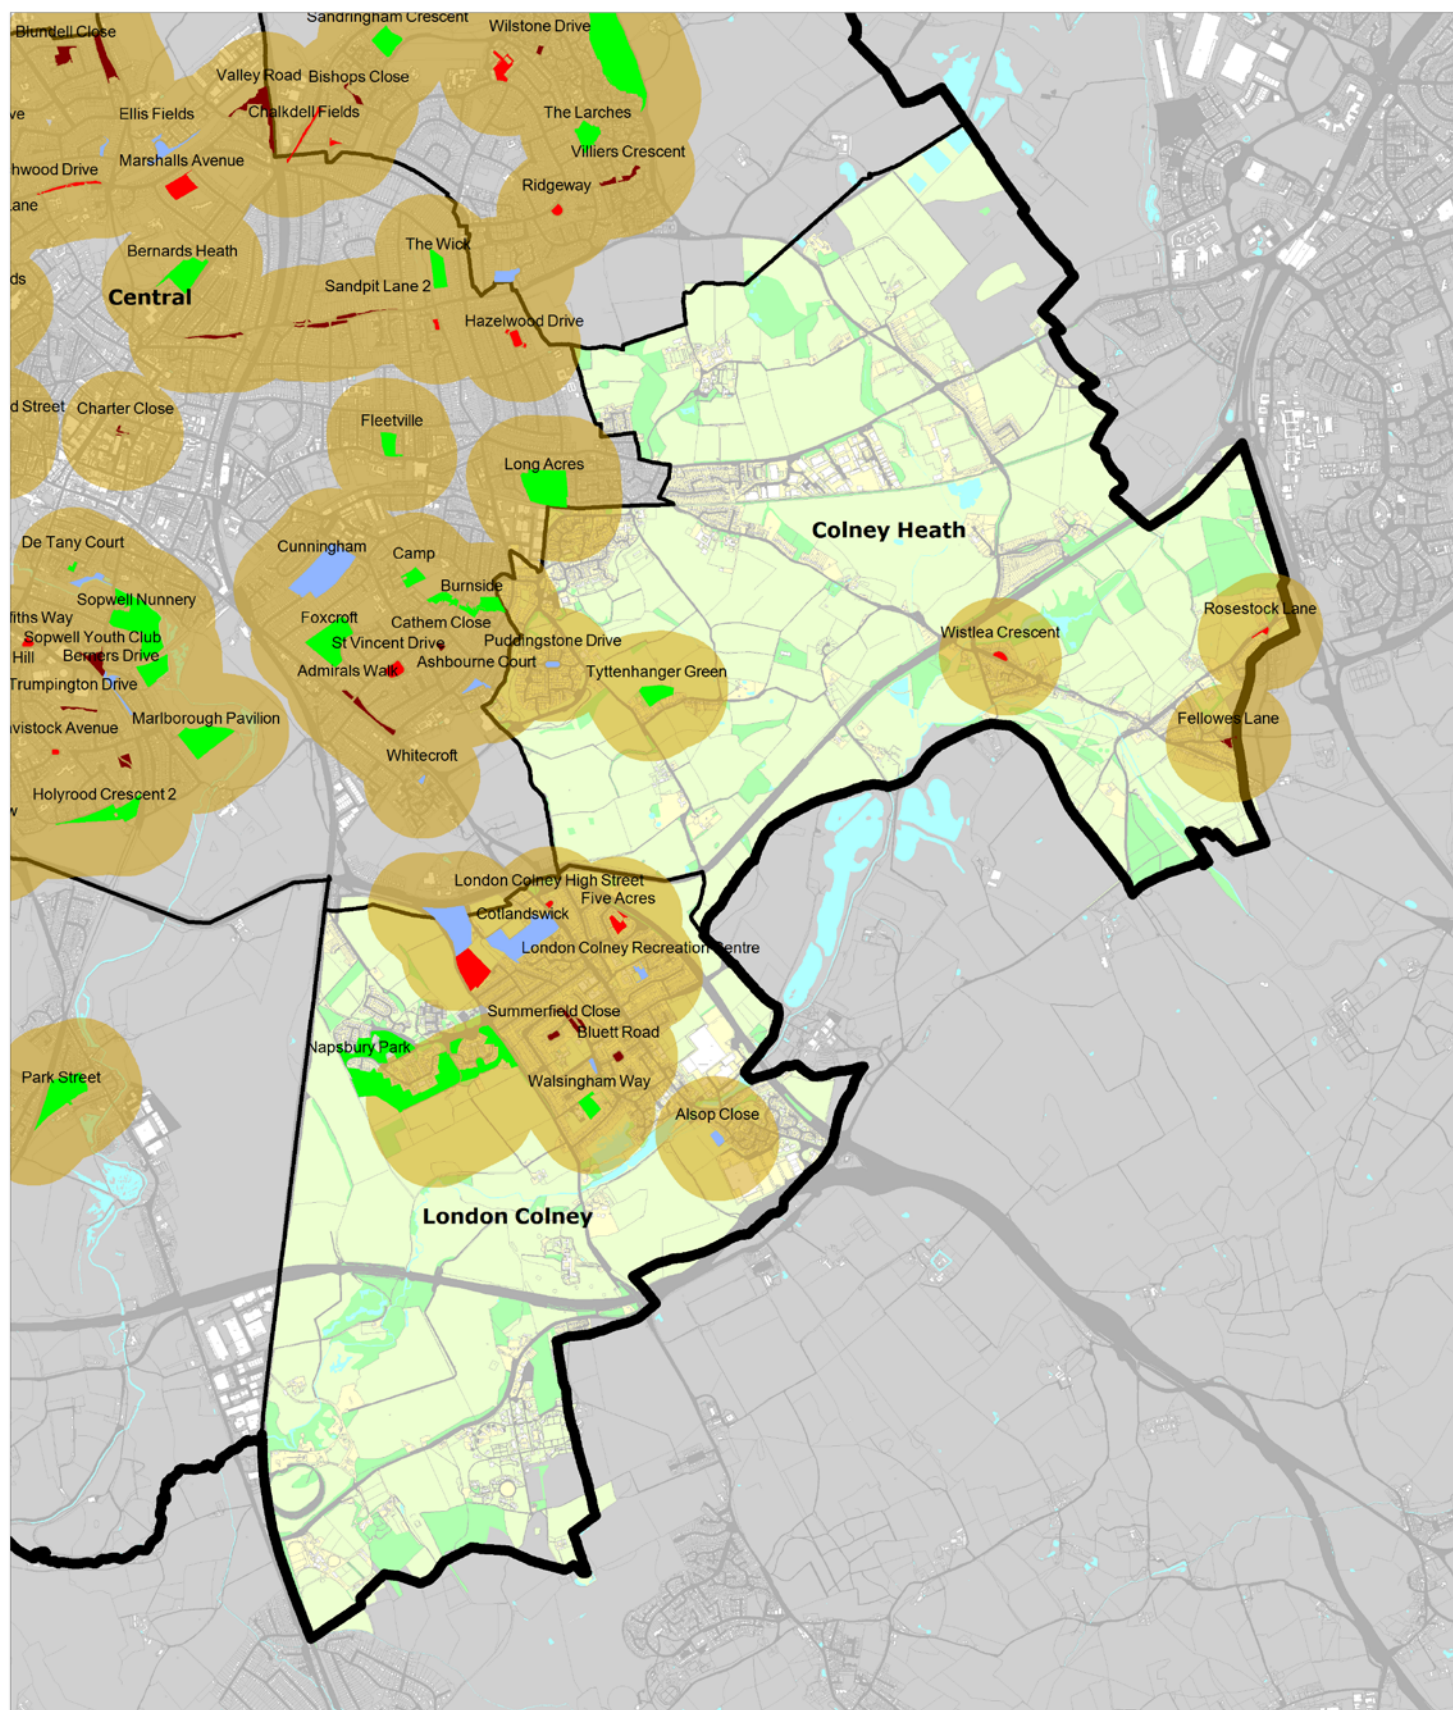 Sandringham Crescent
Wilstone Drive
Blundell Close
Valley Road
Bishops Close
Ellis Fields
Chalkdell Fields
The Larches
ve
Marshalls Avenue
Villiers Crescent
hwood Drive
Ridgeway
ane
Bernards Heath
The Wick
ds
Sandpit Lane 2
Central
Hazelwood Drive
d Street
Charter Close
Fleetville
Long Acres
Colney Heath
De Tany Court
Cunningham
Camp
Burnside
Sopwell Nunnery
Rosestock Lane
fiths Way
Foxcroft
Cathem Close
Sopwell Youth Club
St Vincent Drive
Puddingstone Drive
Wistlea Crescent
Hill
Berners Drive
Admirals Walk
Ashbourne Court
Tyttenhanger Green
Trumpington Drive
Marlborough Pavilion
Fellowes Lane
avistock Avenue
Whitecroft
Holyrood Crescent 2
w
London Colney High Street
Five Acres
Cotlandswick
London Colney Recreation Centre
Summerfield Close
Bluett Road
Napsbury Park
Park Street
Walsingham Way
Alsop Close
London Colney